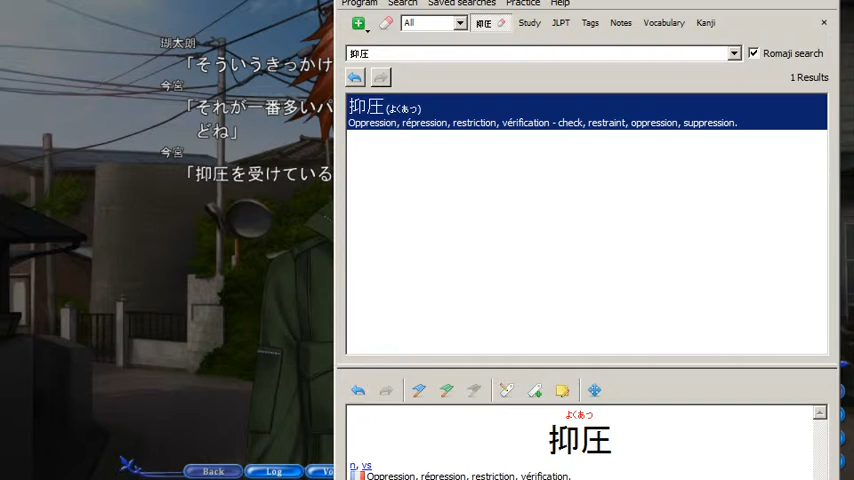 瑚太朗
「そういうきっかけ
今宮
「それが一番多いパ
どね」
今宮
「抑圧を受けている
Program Search Saved searches Practice Help
All
抑圧 Study JLPT Tags Notes Vocabulary Kanji
抑圧
Romaji search
1 Results
抑圧 (よくあつ)
Oppression, répression, restriction, vérification - check, restraint, oppression, suppression.
よくあつ
抑圧
n, vs
Oppression, répression, restriction, vérification.
Back Log Vo